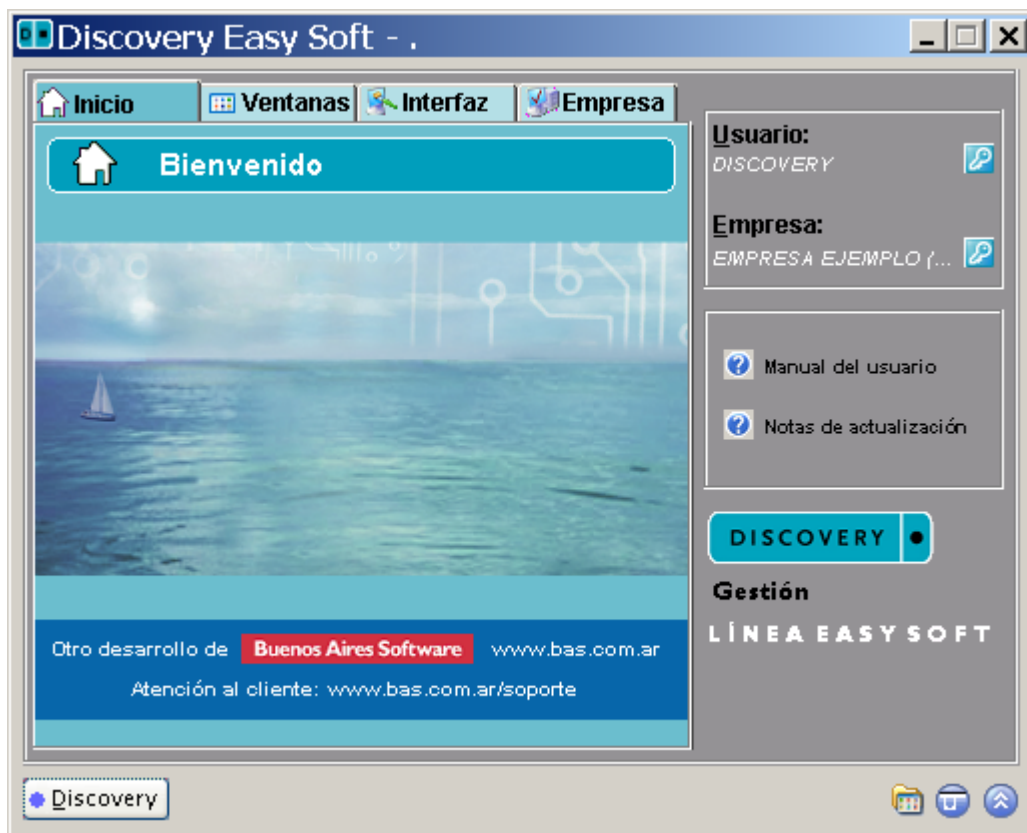 Discovery Easy Soft - .
Inicio
Ventanas
Interfaz
Empresa
Bienvenido
Otro desarrollo de Buenos Aires Software www.bas.com.ar
Atención al cliente: www.bas.com.ar/soporte
Usuario:
DISCOVERY
Empresa:
EMPRESA EJEMPLO (...
Manual del usuario
Notas de actualización
DISCOVERY
Gestión
LÍNEA EASY SOFT
Discovery